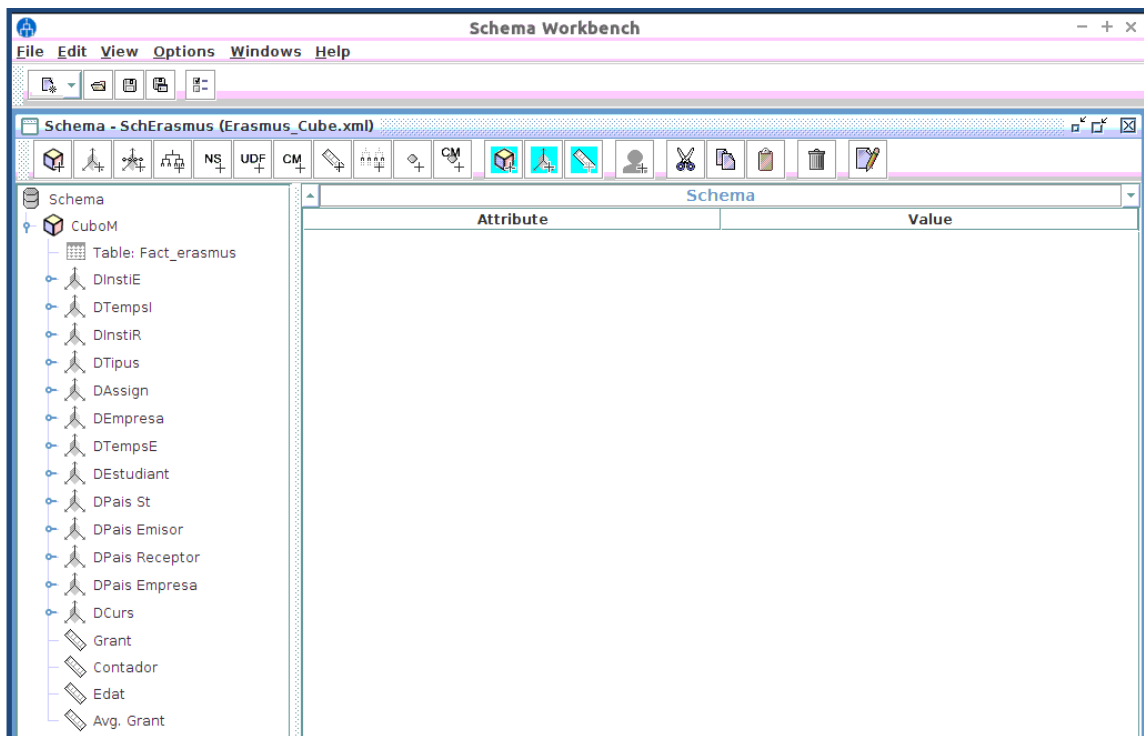 Schema Workbench
File Edit View Options Windows Help
Schema - SchErasmus (Erasmus_Cube.xml)
NS UDF CM CM
Schema
CuboM
Table: Fact_erasmus
DInstiE
DTempsI
DInstiR
DTipus
DAssign
DEmpresa
DTempsE
DEstudiant
DPais St
DPais Emisor
DPais Receptor
DPais Empresa
DCurs
Grant
Contador
Edat
Avg. Grant
Schema
Attribute Value